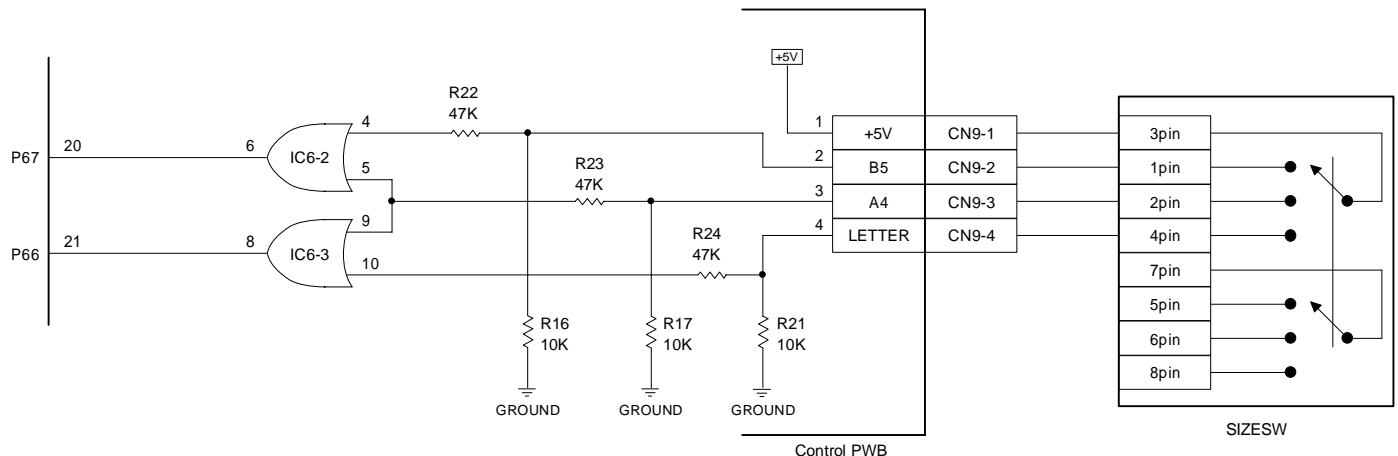 +5V
R22
47K
R23
47K
R24
47K
P67
20
6
IC6-2
4
5
P66
21
8
IC6-3
9
10
1
+5V
CN9-1
2
B5
CN9-2
3
A4
CN9-3
4
LETTER
CN9-4
3pin
1pin
2pin
4pin
7pin
5pin
6pin
8pin
R16
10K
R17
10K
R21
10K
GROUND
GROUND
GROUND
SIZESW
Control PWB